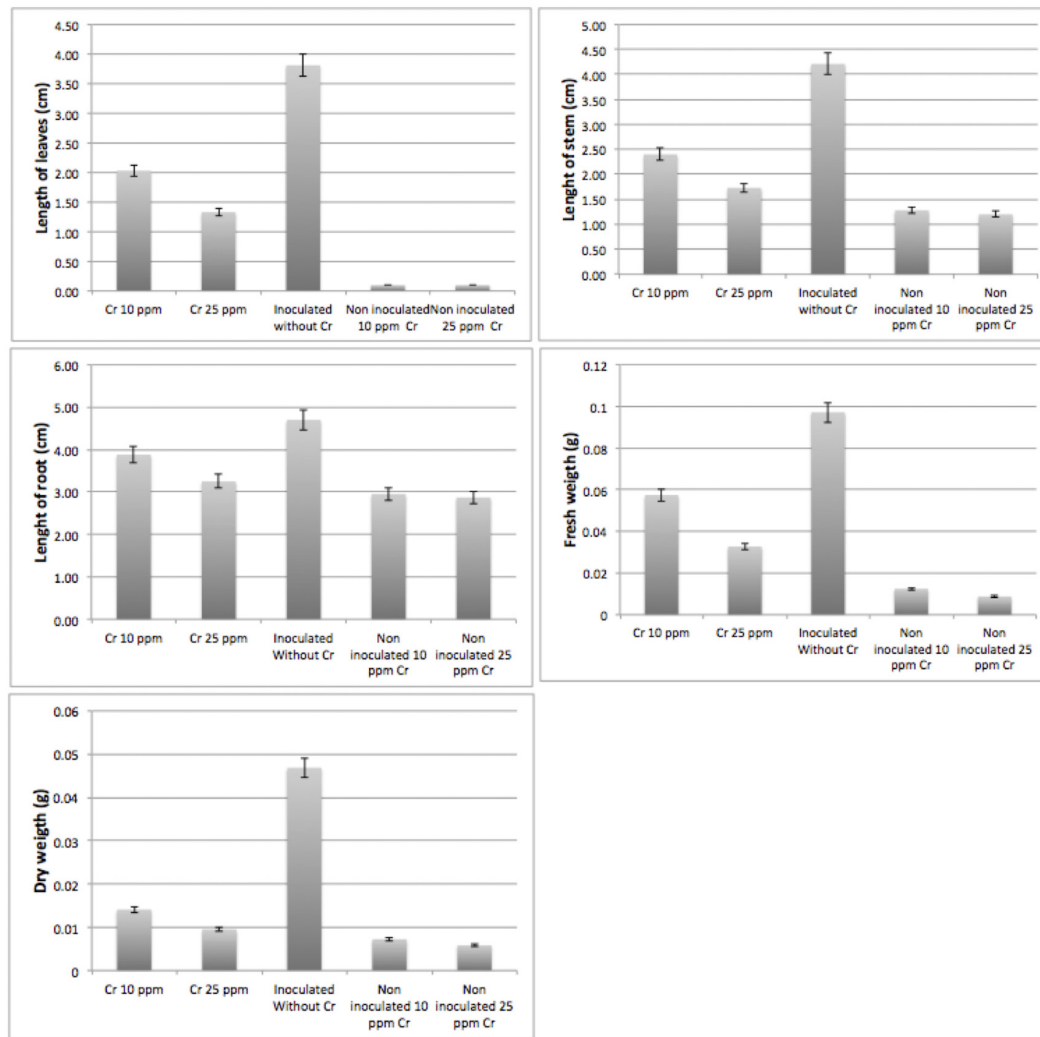 Length of leaves (cm)
4.50
4.00
3.50
3.00
2.50
2.00
1.50
1.00
0.50
0.00
Cr 10 ppm
Cr 25 ppm
Inoculated
without Cr
Non inoculated
10 ppm Cr
Non inoculated
25 ppm Cr
Lenght of stem (cm)
5.00
4.50
4.00
3.50
3.00
2.50
2.00
1.50
1.00
0.50
0.00
Cr 10 ppm
Cr 25 ppm
Inoculated
without Cr
Non
inoculated 10
ppm Cr
Non
inoculated 25
ppm Cr
Lenght of root (cm)
6.00
5.00
4.00
3.00
2.00
1.00
0.00
Cr 10 ppm
Cr 25 ppm
Inoculated
Without Cr
Non
inoculated 10
ppm Cr
Non
inoculated 25
ppm Cr
Fresh weigth (g)
0.12
0.1
0.08
0.06
0.04
0.02
0
Cr 10 ppm
Cr 25 ppm
Inoculated
Without Cr
Non
inoculated 10
ppm Cr
Non
inoculated 25
ppm Cr
Dry weigth (g)
0.06
0.05
0.04
0.03
0.02
0.01
0
Cr 10 ppm
Cr 25 ppm
Inoculated
Without Cr
Non
inoculated 10
ppm Cr
Non
inoculated 25
ppm Cr